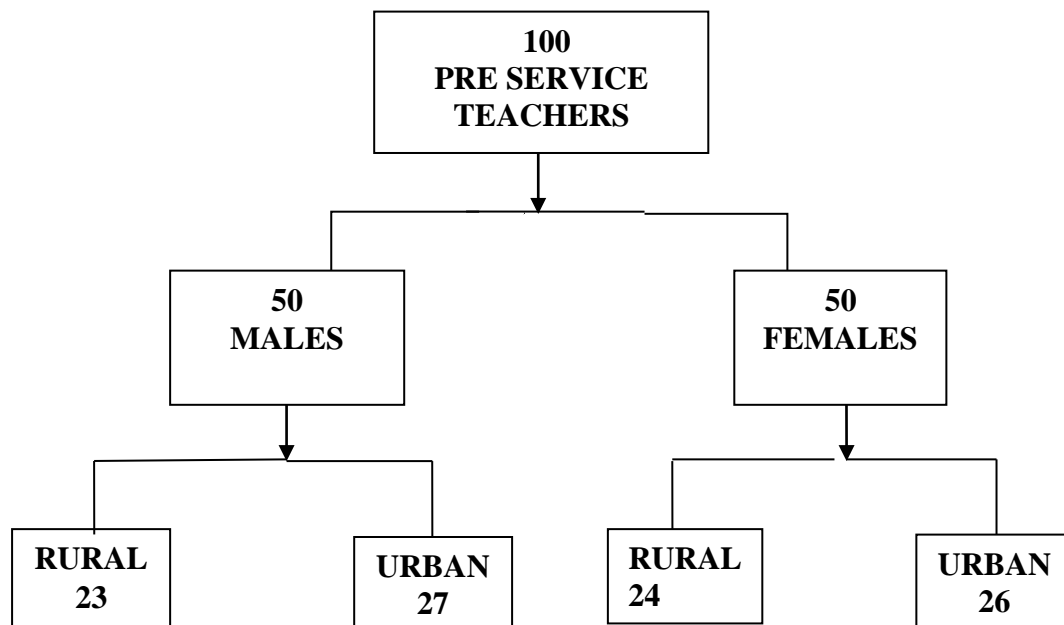 100
PRE SERVICE
TEACHERS
50
MALES
50
FEMALES
RURAL
23
URBAN
27
RURAL
24
URBAN
26